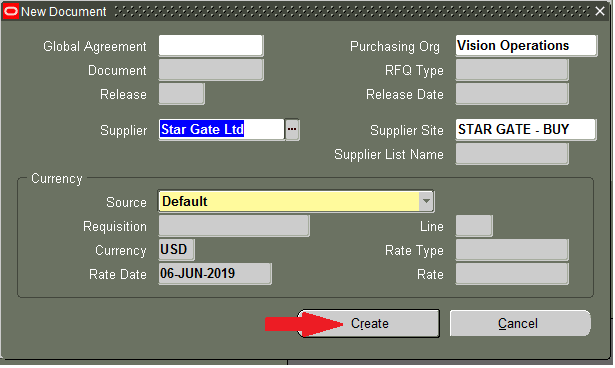 New Document
Global Agreement Purchasing Org Vision Operations
Document RFQ Type
Release Release Date
Supplier Star Gate Ltd ... Supplier Site STAR GATE - BUY
Supplier List Name
Currency
Source Default
Requisition Line
Currency USD Rate Type
Rate Date 06-JUN-2019 Rate
Create Cancel